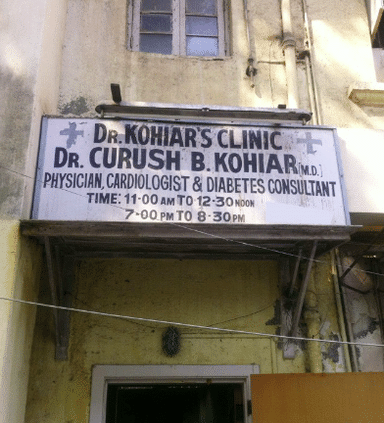 DR. KOHIAR'S CLINIC
DR. CURUSH B. KOHIAR (M.D.)
PHYSICIAN, CARDIOLOGIST & DIABETES CONSULTANT
TIME: 11-00 AM TO 12-30 NOON
7-00 PM TO 8-30 PM